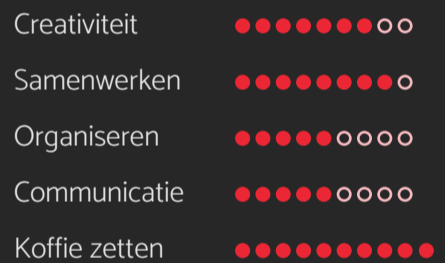 Creativiteit
Samenwerken
Organiseren
Communicatie
Koffie zetten